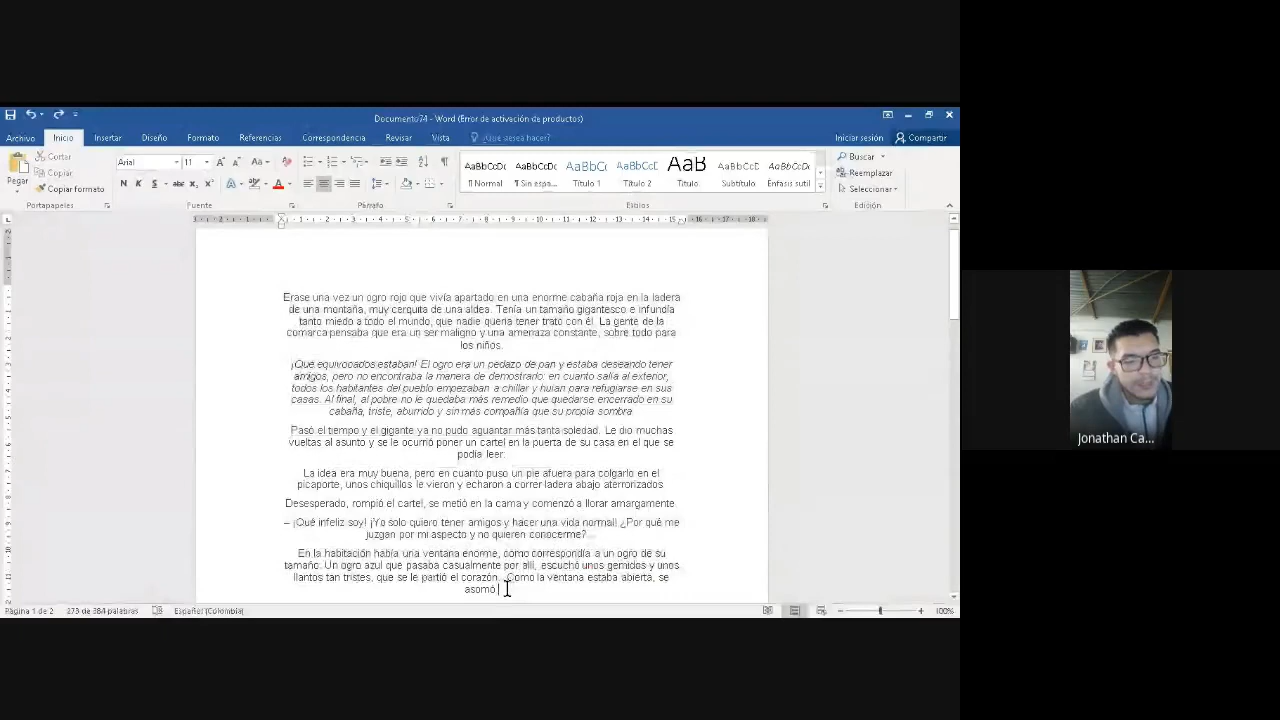 Documento74 - Word (Error de activación de productos)
Archivo Inicio Insertar Diseño Formato Referencias Correspondencia Revisar Vista ¿Qué desea hacer? Iniciar sesión Compartir
Pegar
Cortar
Copiar
Copiar formato
Portapapeles
Arial 11
N K S abc
Fuente
Párrafo
AaBbCcDc AaBbCcDc AaBbCc AaBbCcD AaB AaBbCcD AaBbCcDc
¶ Normal ¶ Sin espa... Título 1 Título 2 Título Subtítulo Énfasis sutil
Estilos
Buscar
Reemplazar
Seleccionar
Edición
Erase una vez un ogro rojo que vivía apartado en una enorme cabaña roja en la ladera
de una montaña, muy cerquita de una aldea. Tenía un tamaño gigantesco e infundía
tanto miedo a todo el mundo, que nadie quería tener trato con él. La gente de la
comarca pensaba que era un ser maligno y una amenaza constante, sobre todo para
los niños.
¡Qué equivocados estaban! El ogro era un pedazo de pan y estaba deseando tener
amigos, pero no encontraba la manera de demostrarlo: en cuanto salía al exterior,
todos los habitantes del pueblo empezaban a chillar y huían para refugiarse en sus
casas. Al final, al pobre no le quedaba más remedio que quedarse encerrado en su
cabaña, triste, aburrido y sin más compañía que su propia sombra
Pasó el tiempo y el gigante ya no pudo aguantar más tanta soledad. Le dio muchas
vueltas al asunto y se le ocurrió poner un cartel en la puerta de su casa en el que se
podía leer:
La idea era muy buena, pero en cuanto puso un pie afuera para colgarlo en el
picaporte, unos chiquillos le vieron y echaron a correr ladera abajo aterrorizados
Desesperado, rompió el cartel, se metió en la cama y comenzó a llorar amargamente.
– ¡Qué infeliz soy! ¡Yo solo quiero tener amigos y hacer una vida normal! ¿Por qué me
juzgan por mi aspecto y no quieren conocerme?...
En la habitación había una ventana enorme, como correspondía a un ogro de su
tamaño. Un ogro azul que pasaba casualmente por allí, escuchó unos gemidos y unos
llantos tan tristes, que se le partió el corazón. Como la ventana estaba abierta, se
asomó
Página 1 de 2 273 de 384 palabras Español (Colombia) 100%
Jonathan Ca...